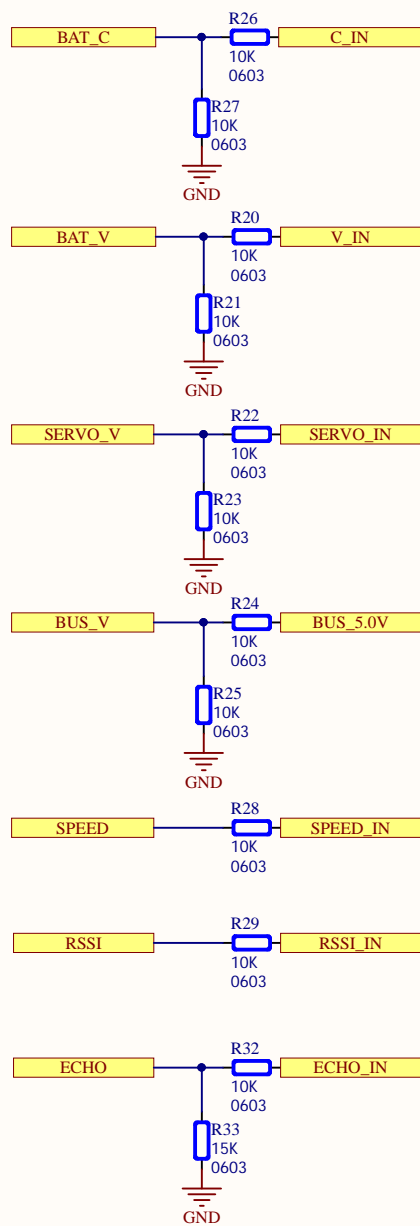 R26
BAT_C
C_IN
10K
0603
R27
10K
0603
GND
R20
BAT_V
V_IN
10K
0603
R21
10K
0603
GND
R22
SERVO_V
SERVO_IN
10K
0603
R23
10K
0603
GND
R24
BUS_V
BUS_5.0V
10K
0603
R25
10K
0603
GND
R28
SPEED
SPEED_IN
10K
0603
R29
RSSI
RSSI_IN
10K
0603
R32
ECHO
ECHO_IN
10K
0603
R33
15K
0603
GND